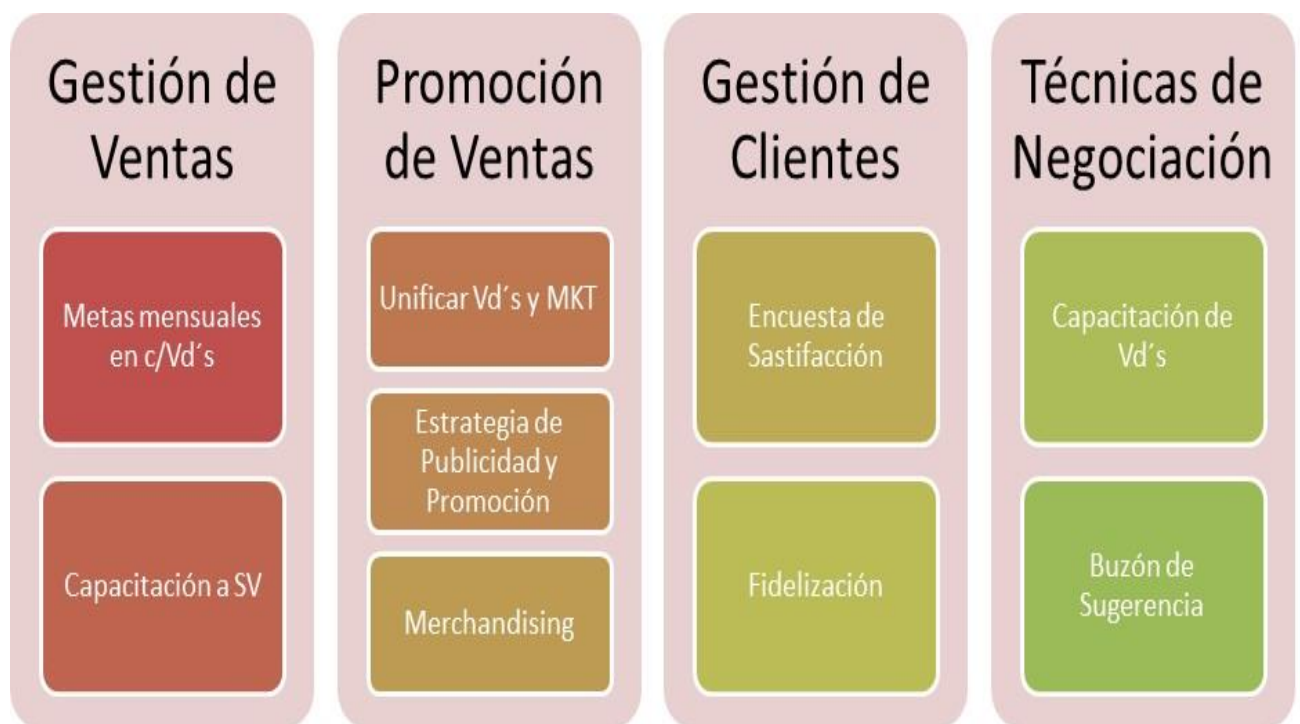 Gestión de
Ventas
Metas mensuales
en c/Vd´s
Capacitación a SV
Promoción
de Ventas
Unificar Vd´s y MKT
Estrategia de
Publicidad y
Promoción
Merchandising
Gestión de
Clientes
Encuesta de
Sastifacción
Fidelización
Técnicas de
Negociación
Capacitación de
Vd´s
Buzón de
Sugerencia